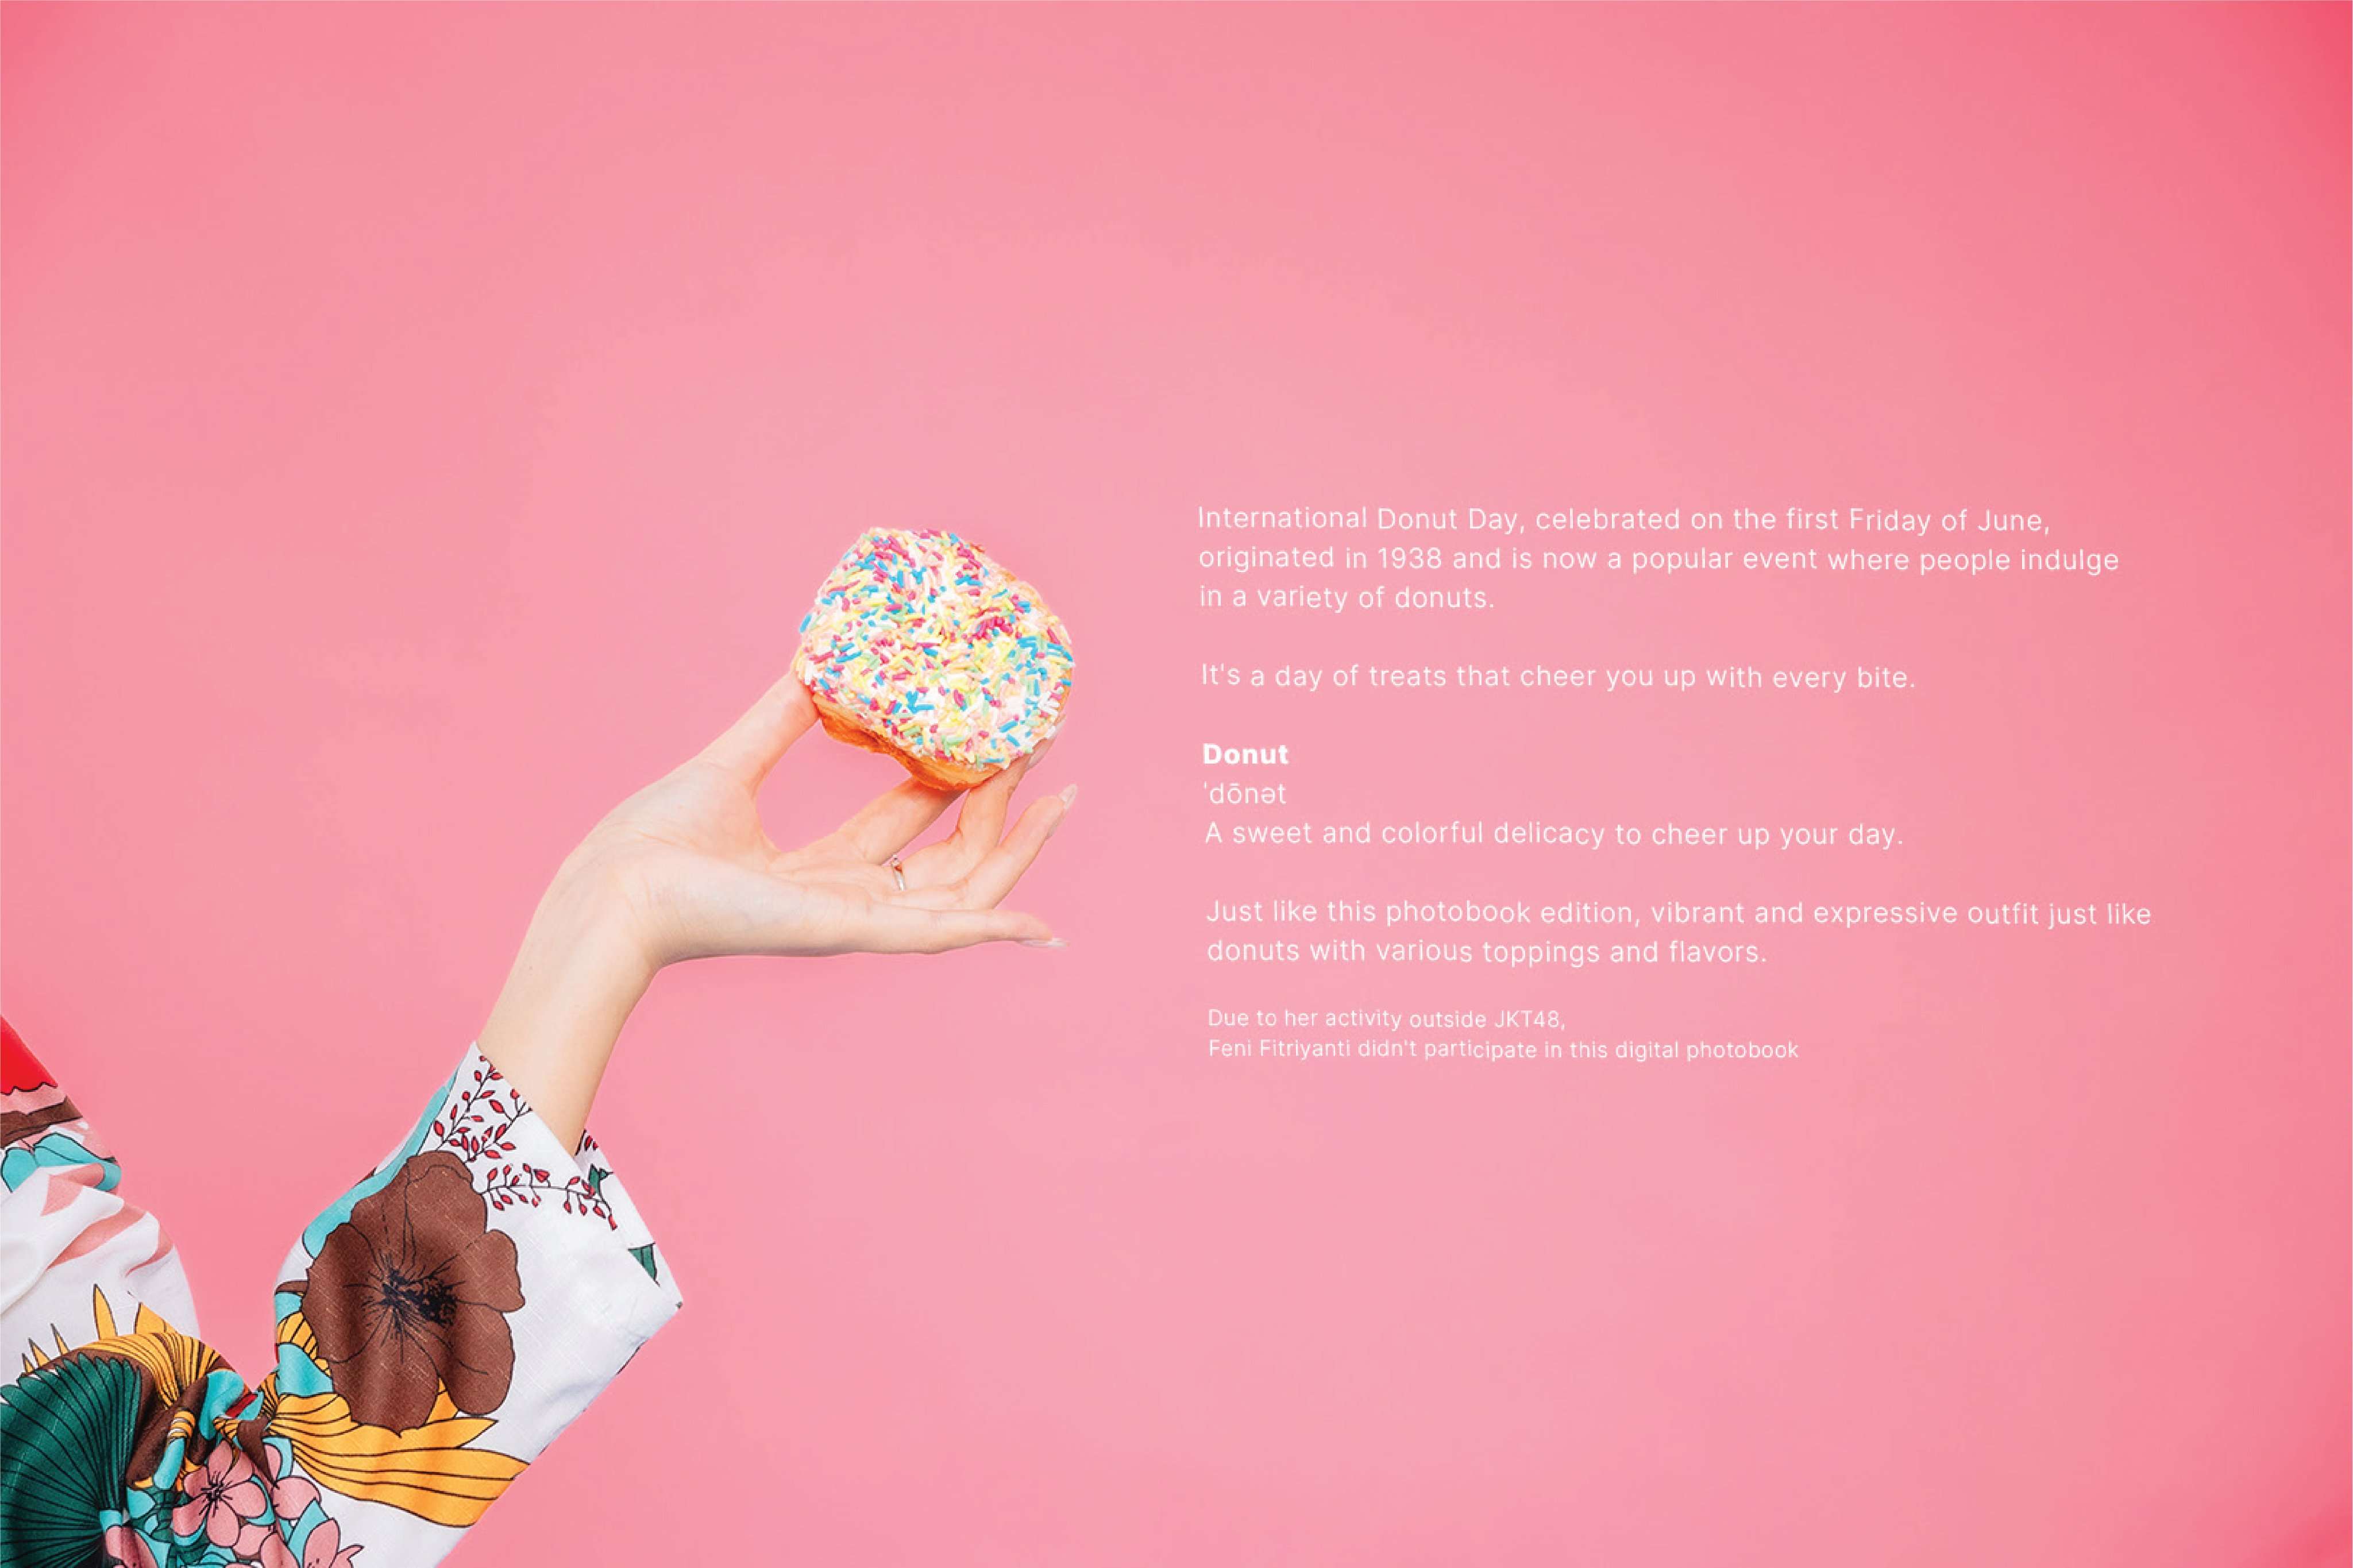 International Donut Day, celebrated on the first Friday of June,
originated in 1938 and is now a popular event where people indulge
in a variety of donuts.
It's a day of treats that cheer you up with every bite.
Donut
'dōnət
A sweet and colorful delicacy to cheer up your day.
Just like this photobook edition, vibrant and expressive outfit just like
donuts with various toppings and flavors.
Due to her activity outside JKT48,
Feni Fitriyanti didn't participate in this digital photobook